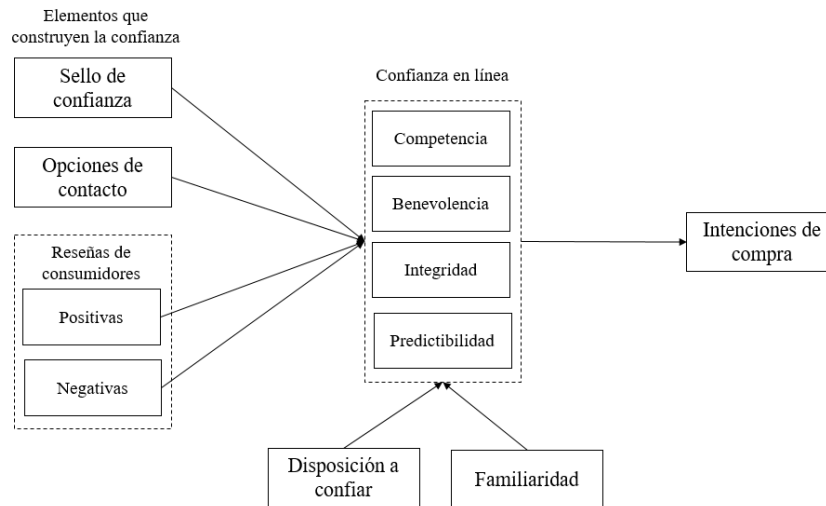 Elementos que
construyen la confianza
Sello de
confianza
Opciones de
contacto
Reseñas de
consumidores
Positivas
Negativas
Confianza en línea
Competencia
Benevolencia
Integridad
Predictibilidad
Intenciones de
compra
Disposición a
confiar
Familiaridad